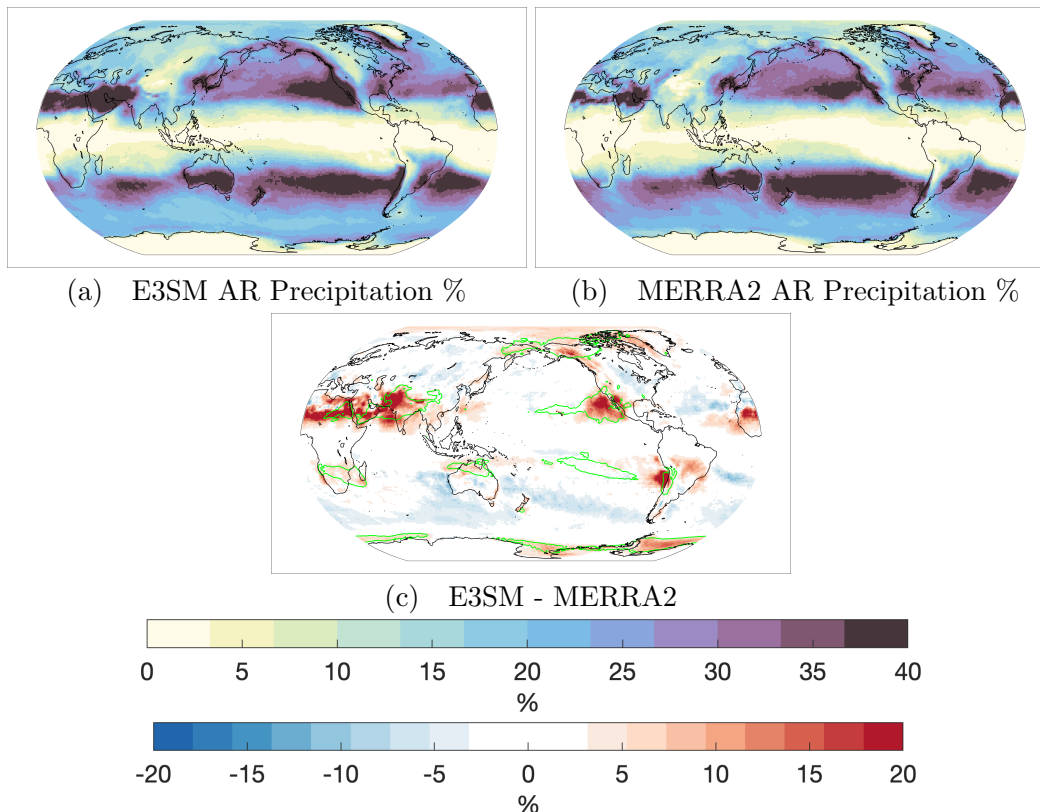 (a) E3SM AR Precipitation %
(b) MERRA2 AR Precipitation %
(c) E3SM - MERRA2
0 5 10 15 20 25 30 35 40
%
-20 -15 -10 -5 0 5 10 15 20
%